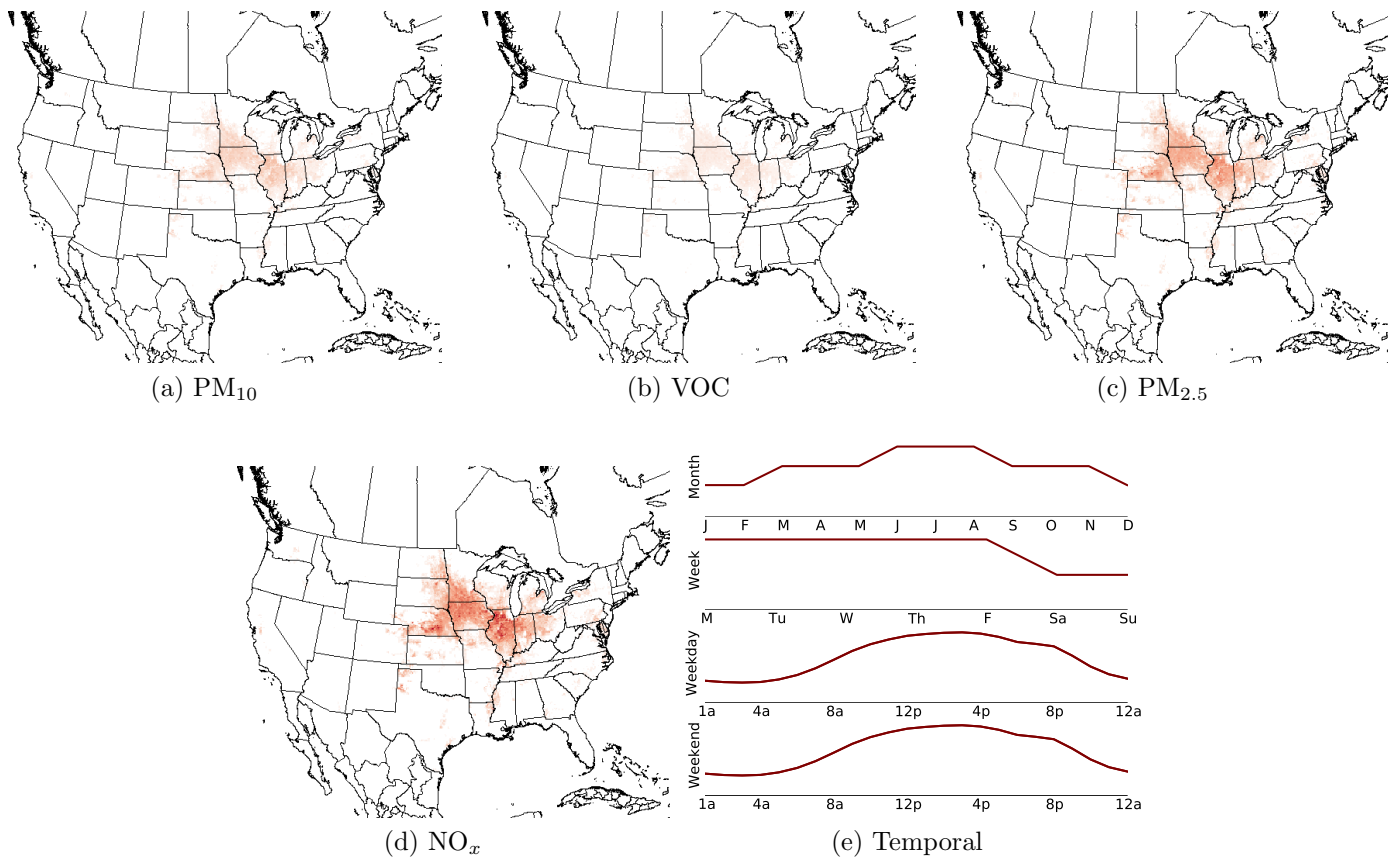 (a) PM₁₀
(b) VOC
(c) PM₂.₅
Month
J F M A M J J A S O N D
Week
M Tu W Th F Sa Su
Weekday
1a 4a 8a 12p 4p 8p 12a
Weekend
1a 4a 8a 12p 4p 8p 12a
(d) NOₓ
(e) Temporal